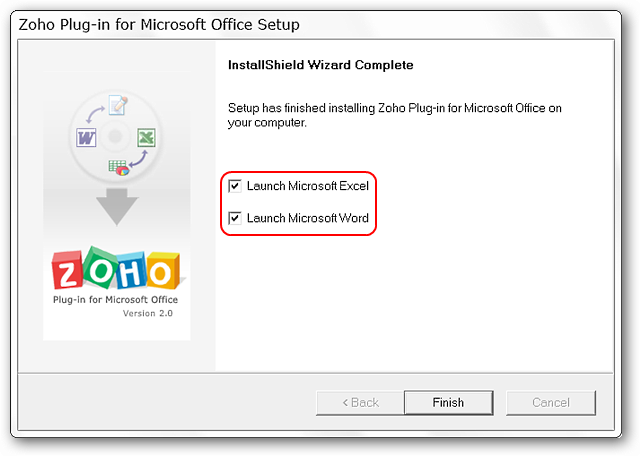 Zoho Plug-in for Microsoft Office Setup
InstallShield Wizard Complete
Setup has finished installing Zoho Plug-in for Microsoft Office on
your computer.
Launch Microsoft Excel
Launch Microsoft Word
W
X
ZOHO
Plug-in for Microsoft Office
Version 2.0
< Back
Finish
Cancel